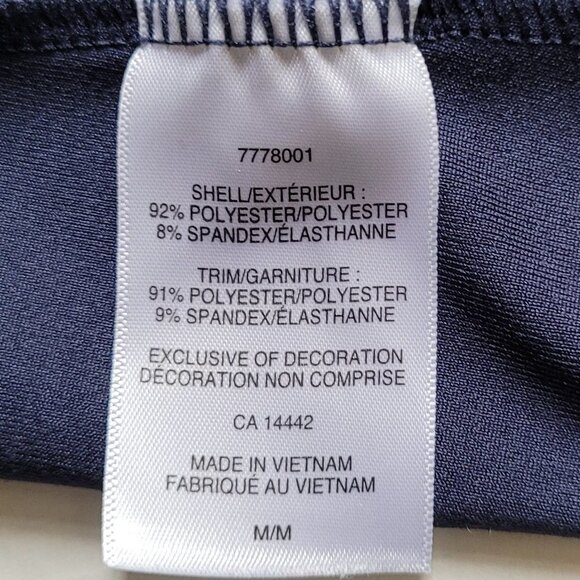 7778001
SHELL/EXTÉRIEUR :
92% POLYESTER/POLYESTER
8% SPANDEX/ÉLASTHANNE
TRIM/GARNITURE :
91% POLYESTER/POLYESTER
9% SPANDEX/ÉLASTHANNE
EXCLUSIVE OF DECORATION
DÉCORATION NON COMPRISE
CA 14442
MADE IN VIETNAM
FABRIQUÉ AU VIETNAM
M/M